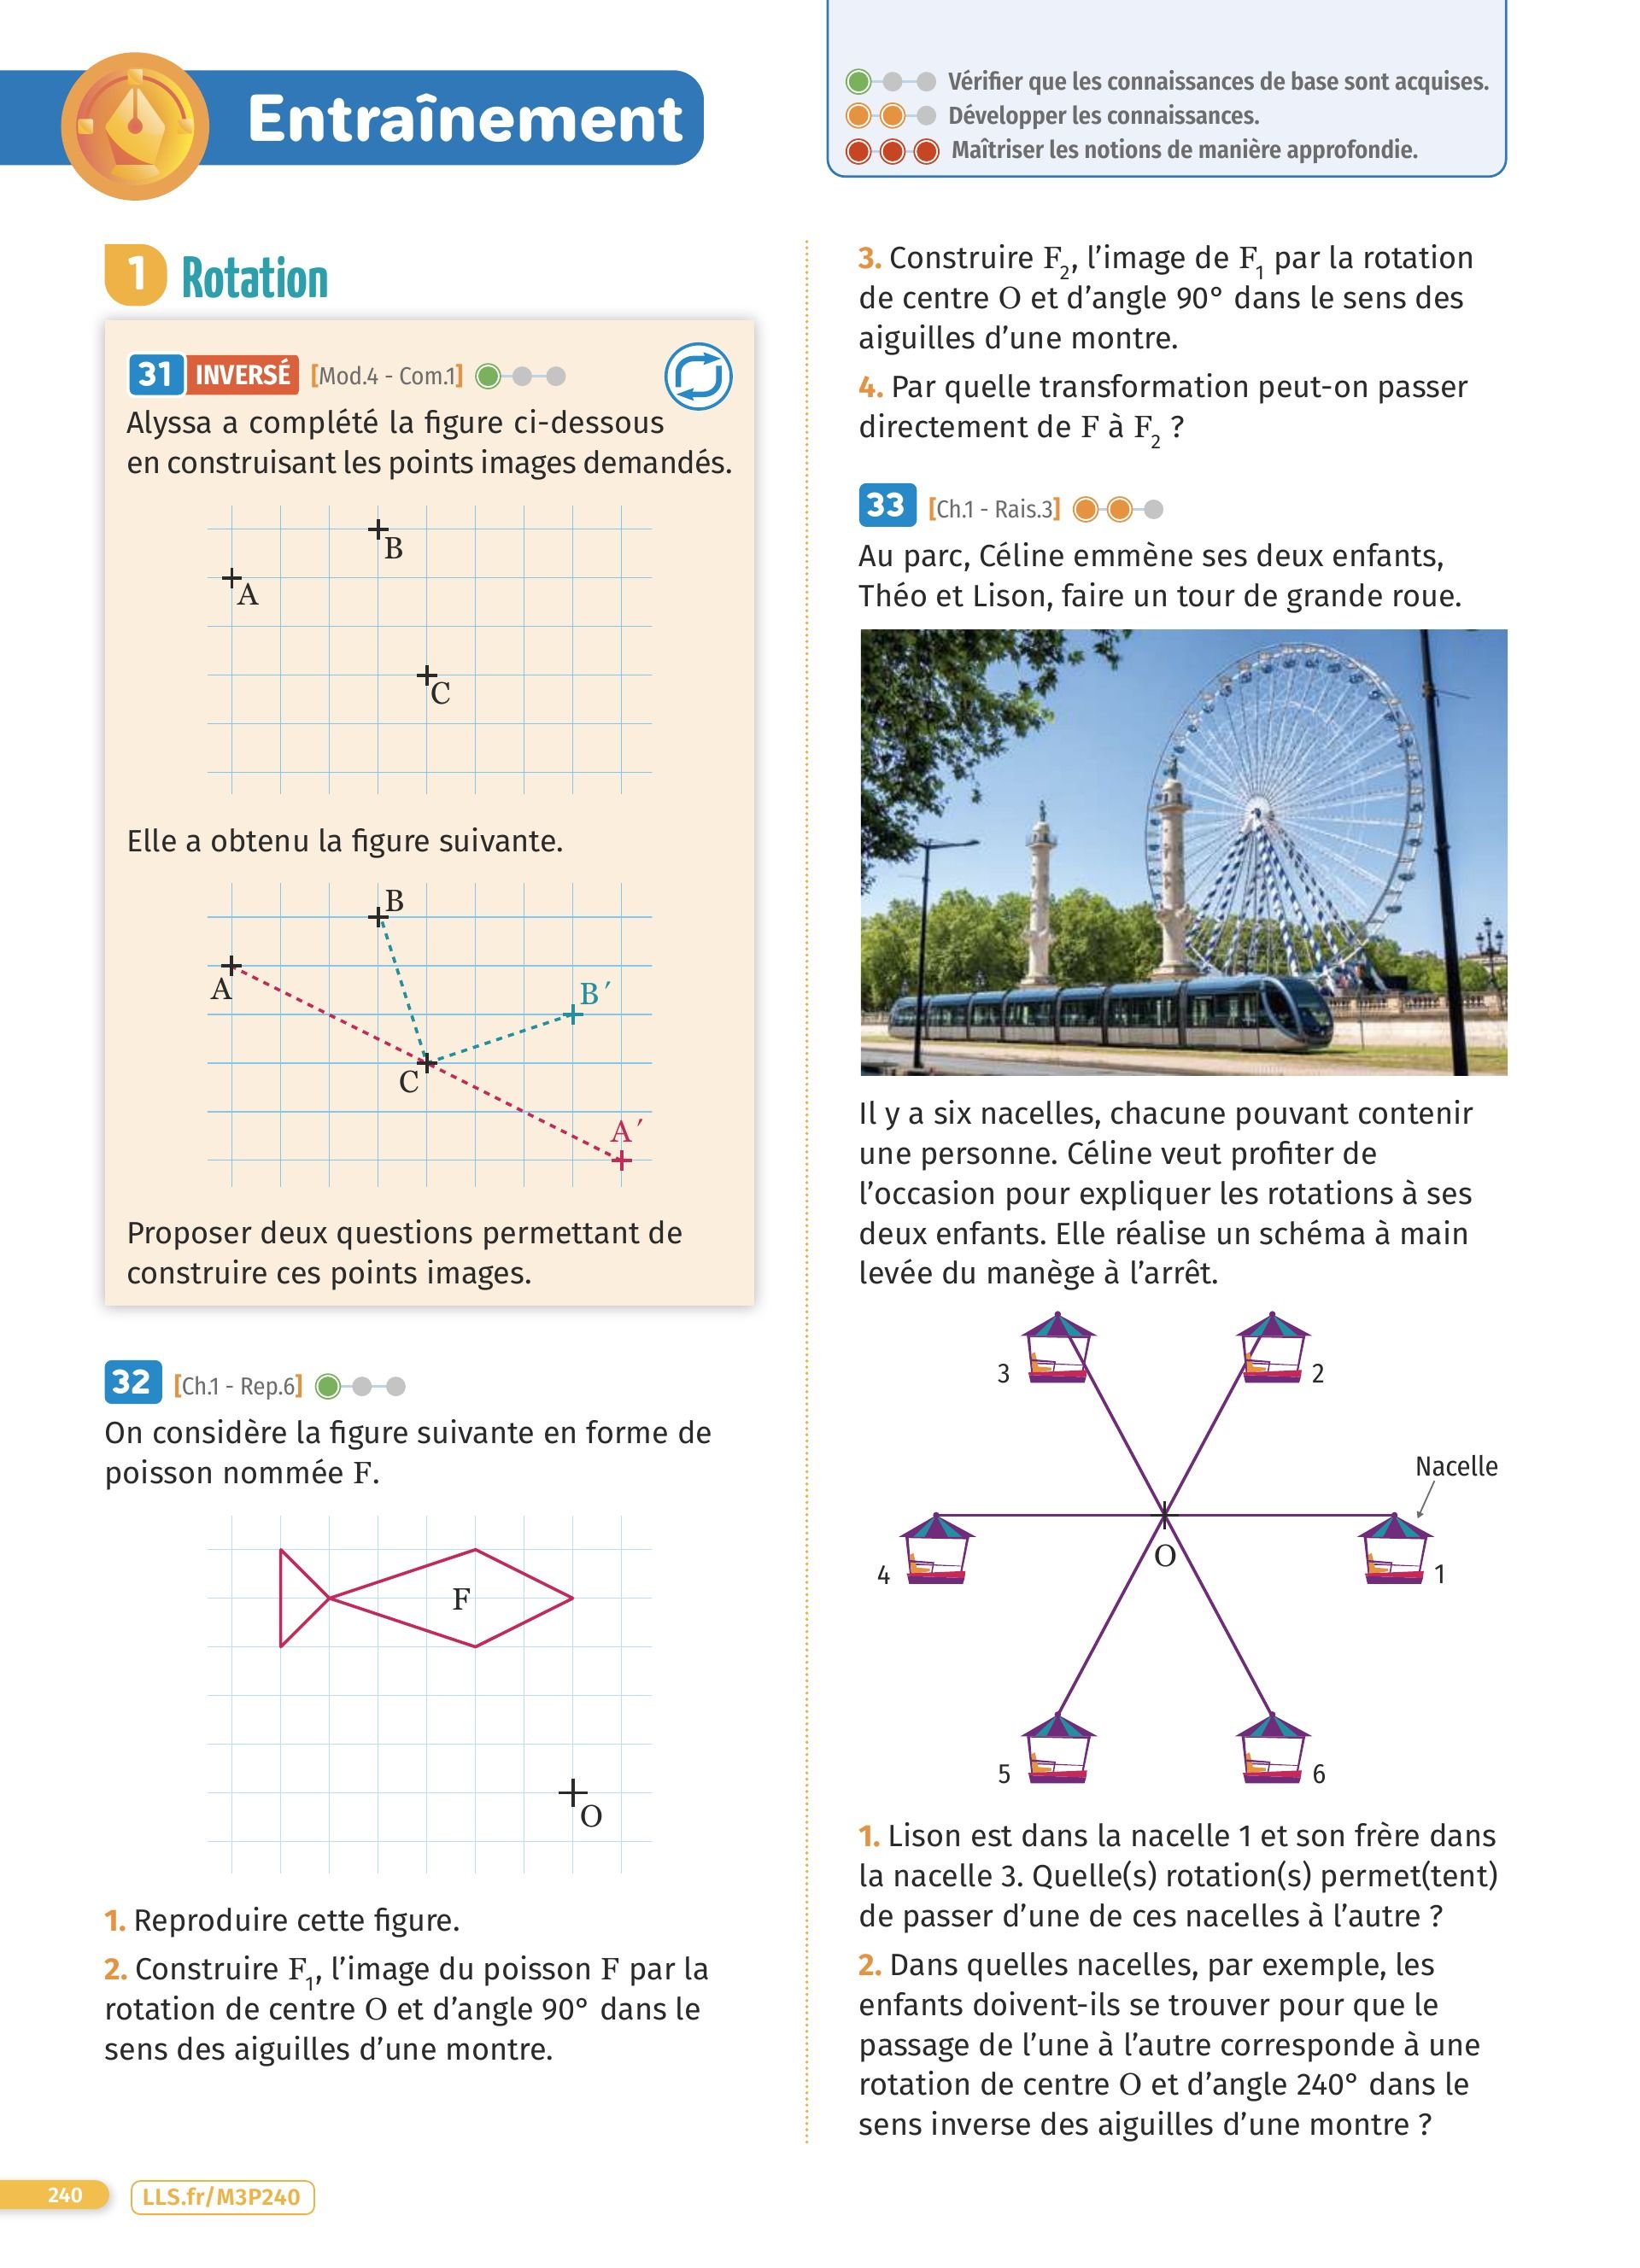 Entraînement
Vérifier que les connaissances de base sont acquises.
Développer les connaissances.
Maîtriser les notions de manière approfondie.
1 Rotation
31 INVERSÉ [Mod.4 - Com.1]
Alyssa a complété la figure ci-dessous
en construisant les points images demandés.
B
A
C
Elle a obtenu la figure suivante.
B
A
B′
C
A′
Proposer deux questions permettant de
construire ces points images.
32 [Ch.1 - Rep.6]
On considère la figure suivante en forme de
poisson nommée F.
F
O
1. Reproduire cette figure.
2. Construire F₁, l’image du poisson F par la
rotation de centre O et d’angle 90° dans le
sens des aiguilles d’une montre.
3. Construire F₂, l’image de F₁ par la rotation
de centre O et d’angle 90° dans le sens des
aiguilles d’une montre.
4. Par quelle transformation peut-on passer
directement de F à F₂ ?
33 [Ch.1 - Rais.3]
Au parc, Céline emmène ses deux enfants,
Théo et Lison, faire un tour de grande roue.
Il y a six nacelles, chacune pouvant contenir
une personne. Céline veut profiter de
l’occasion pour expliquer les rotations à ses
deux enfants. Elle réalise un schéma à main
levée du manège à l’arrêt.
3
2
Nacelle
O
4
1
5
6
1. Lison est dans la nacelle 1 et son frère dans
la nacelle 3. Quelle(s) rotation(s) permet(tent)
de passer d’une de ces nacelles à l’autre ?
2. Dans quelles nacelles, par exemple, les
enfants doivent-ils se trouver pour que le
passage de l’une à l’autre corresponde à une
rotation de centre O et d’angle 240° dans le
sens inverse des aiguilles d’une montre ?
240
LLS.fr/M3P240